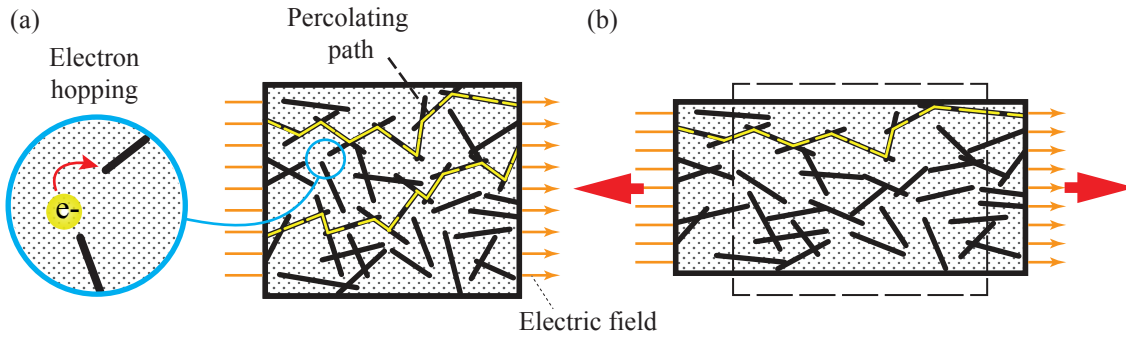 (a)
Electron
hopping
Percolating
path
(b)
e-
Electric field